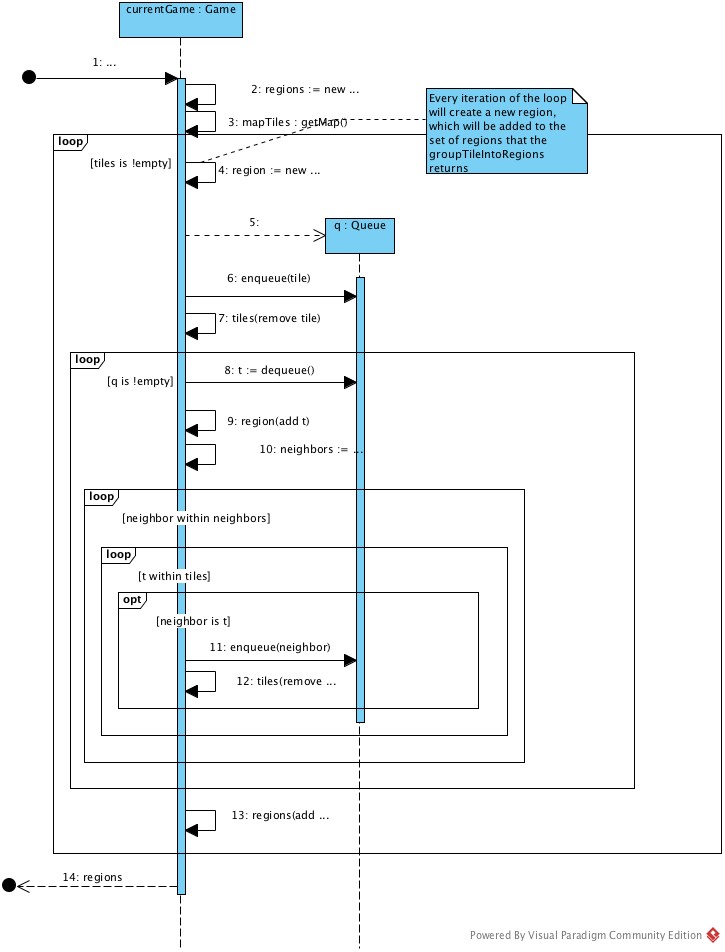 currentGame : Game
1: ...
2: regions := new ...
3: mapTiles : getMap()
Every iteration of the loop
will create a new region,
which will be added to the
set of regions that the
groupTileIntoRegions
returns
loop
[tiles is !empty]
4: region := new ...
5:
q : Queue
6: enqueue(tile)
7: tiles(remove tile)
loop
[q is !empty]
8: t := dequeue()
9: region(add t)
10: neighbors := ...
loop
[neighbor within neighbors]
loop
[t within tiles]
opt
[neighbor is t]
11: enqueue(neighbor)
12: tiles(remove ...
13: regions(add ...
14: regions
Powered By Visual Paradigm Community Edition